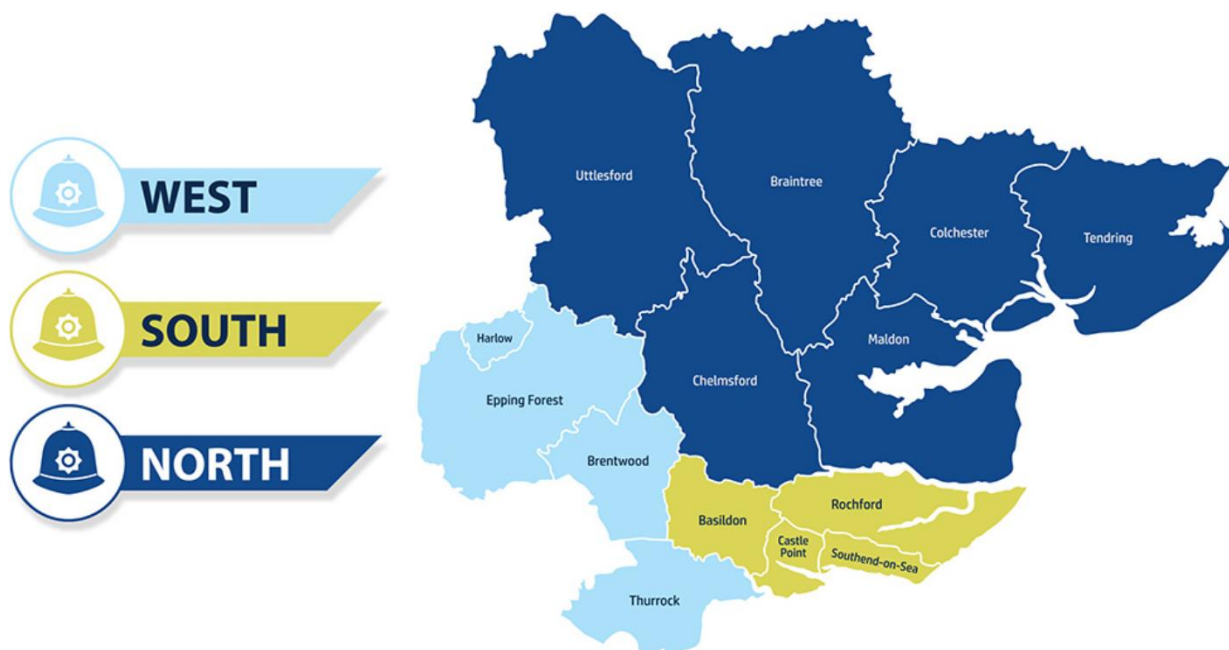 WEST
SOUTH
NORTH
Uttlesford
Braintree
Colchester
Tendring
Harlow
Maldon
Chelmsford
Epping Forest
Brentwood
Rochford
Basildon
Castle
Point
Southend-on-Sea
Thurrock